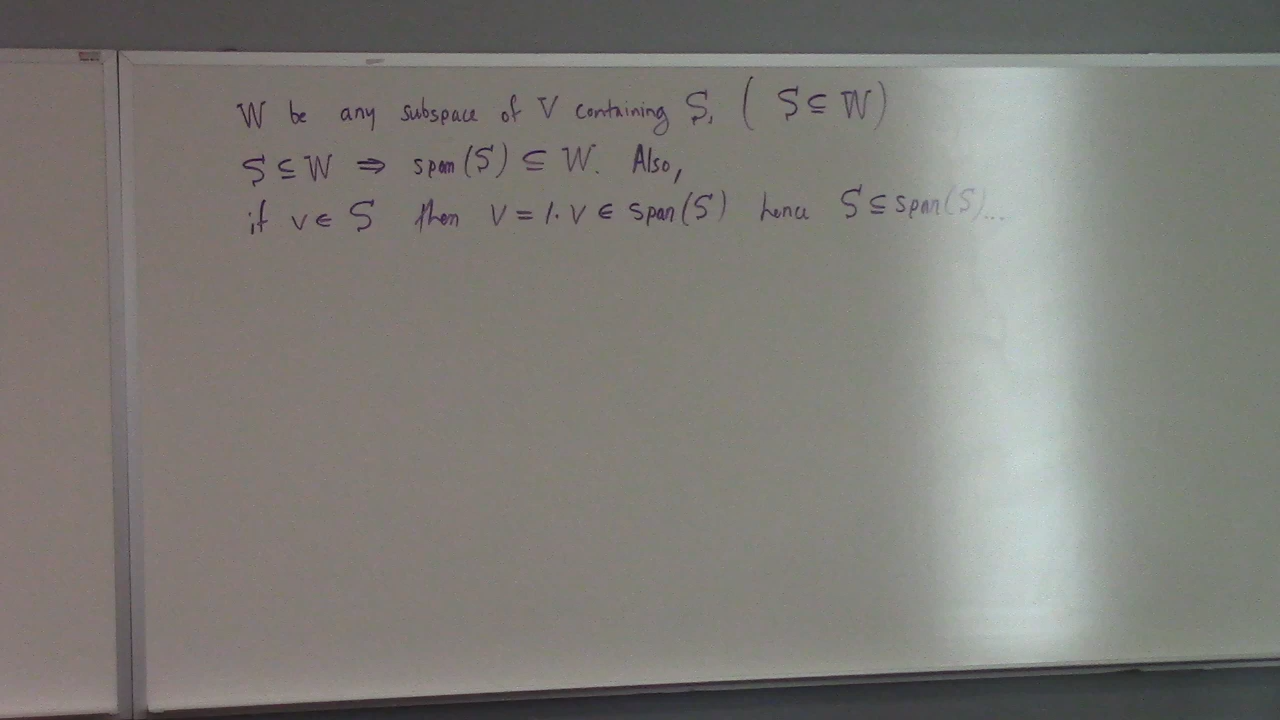 W be any subspace of V containing S, ( S ⊆ W )
S ⊆ W ⇒ span(S) ⊆ W. Also,
if v ∈ S then v = 1. v ∈ span(S) hence S ⊆ span(S)...